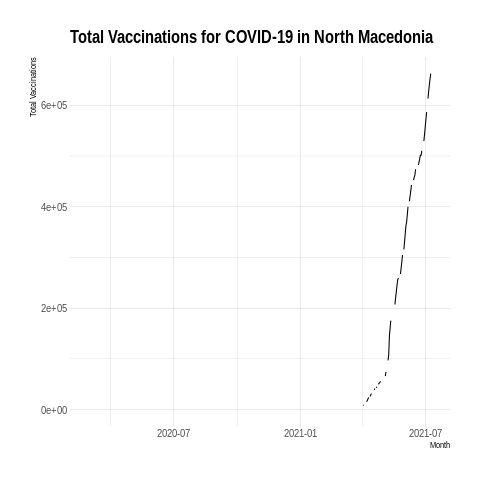 Total Vaccinations for COVID-19 in North Macedonia
Total Vaccinations
6e+05
4e+05
2e+05
0e+00
2020-07 2021-01 2021-07
Month